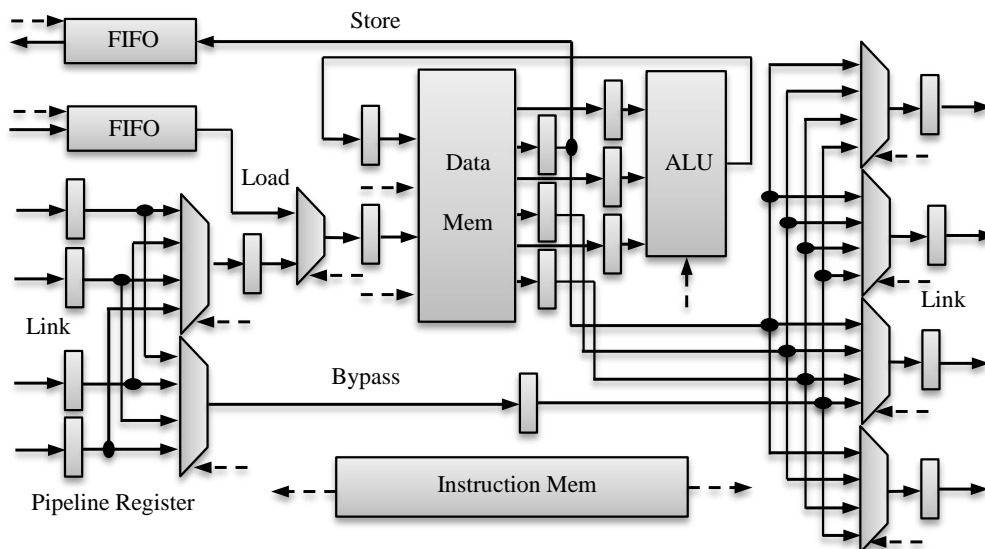 Store
FIFO
FIFO
Load
Data
Mem
ALU
Link
Link
Bypass
Instruction Mem
Pipeline Register